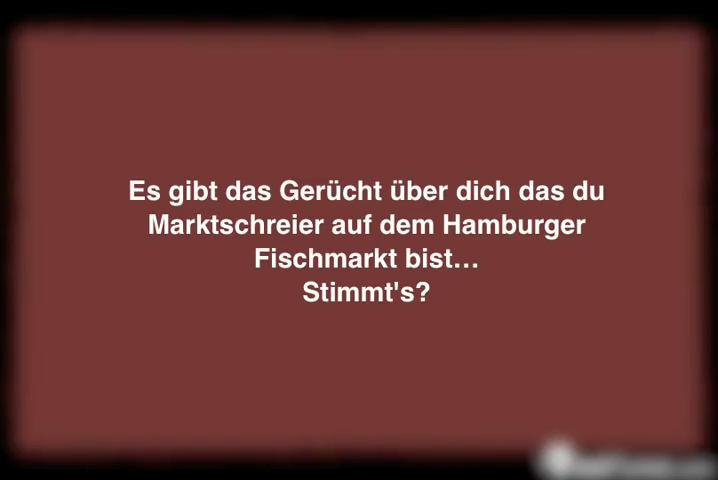 Es gibt das Gerücht über dich das du
Marktschreier auf dem Hamburger
Fischmarkt bist...
Stimmt's?